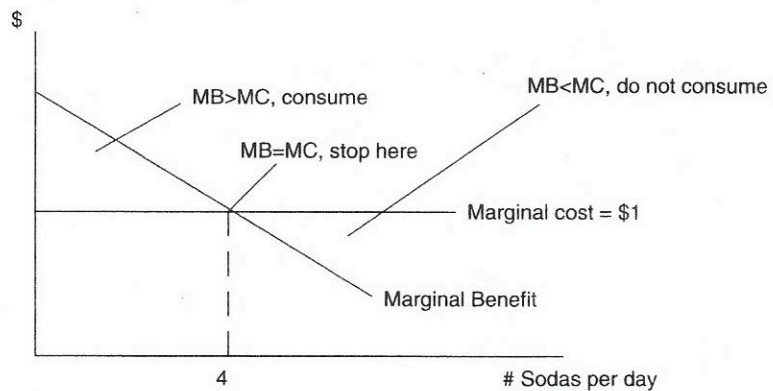 $
MB>MC, consume
MB<MC, do not consume
MB=MC, stop here
Marginal cost = $1
Marginal Benefit
4
# Sodas per day